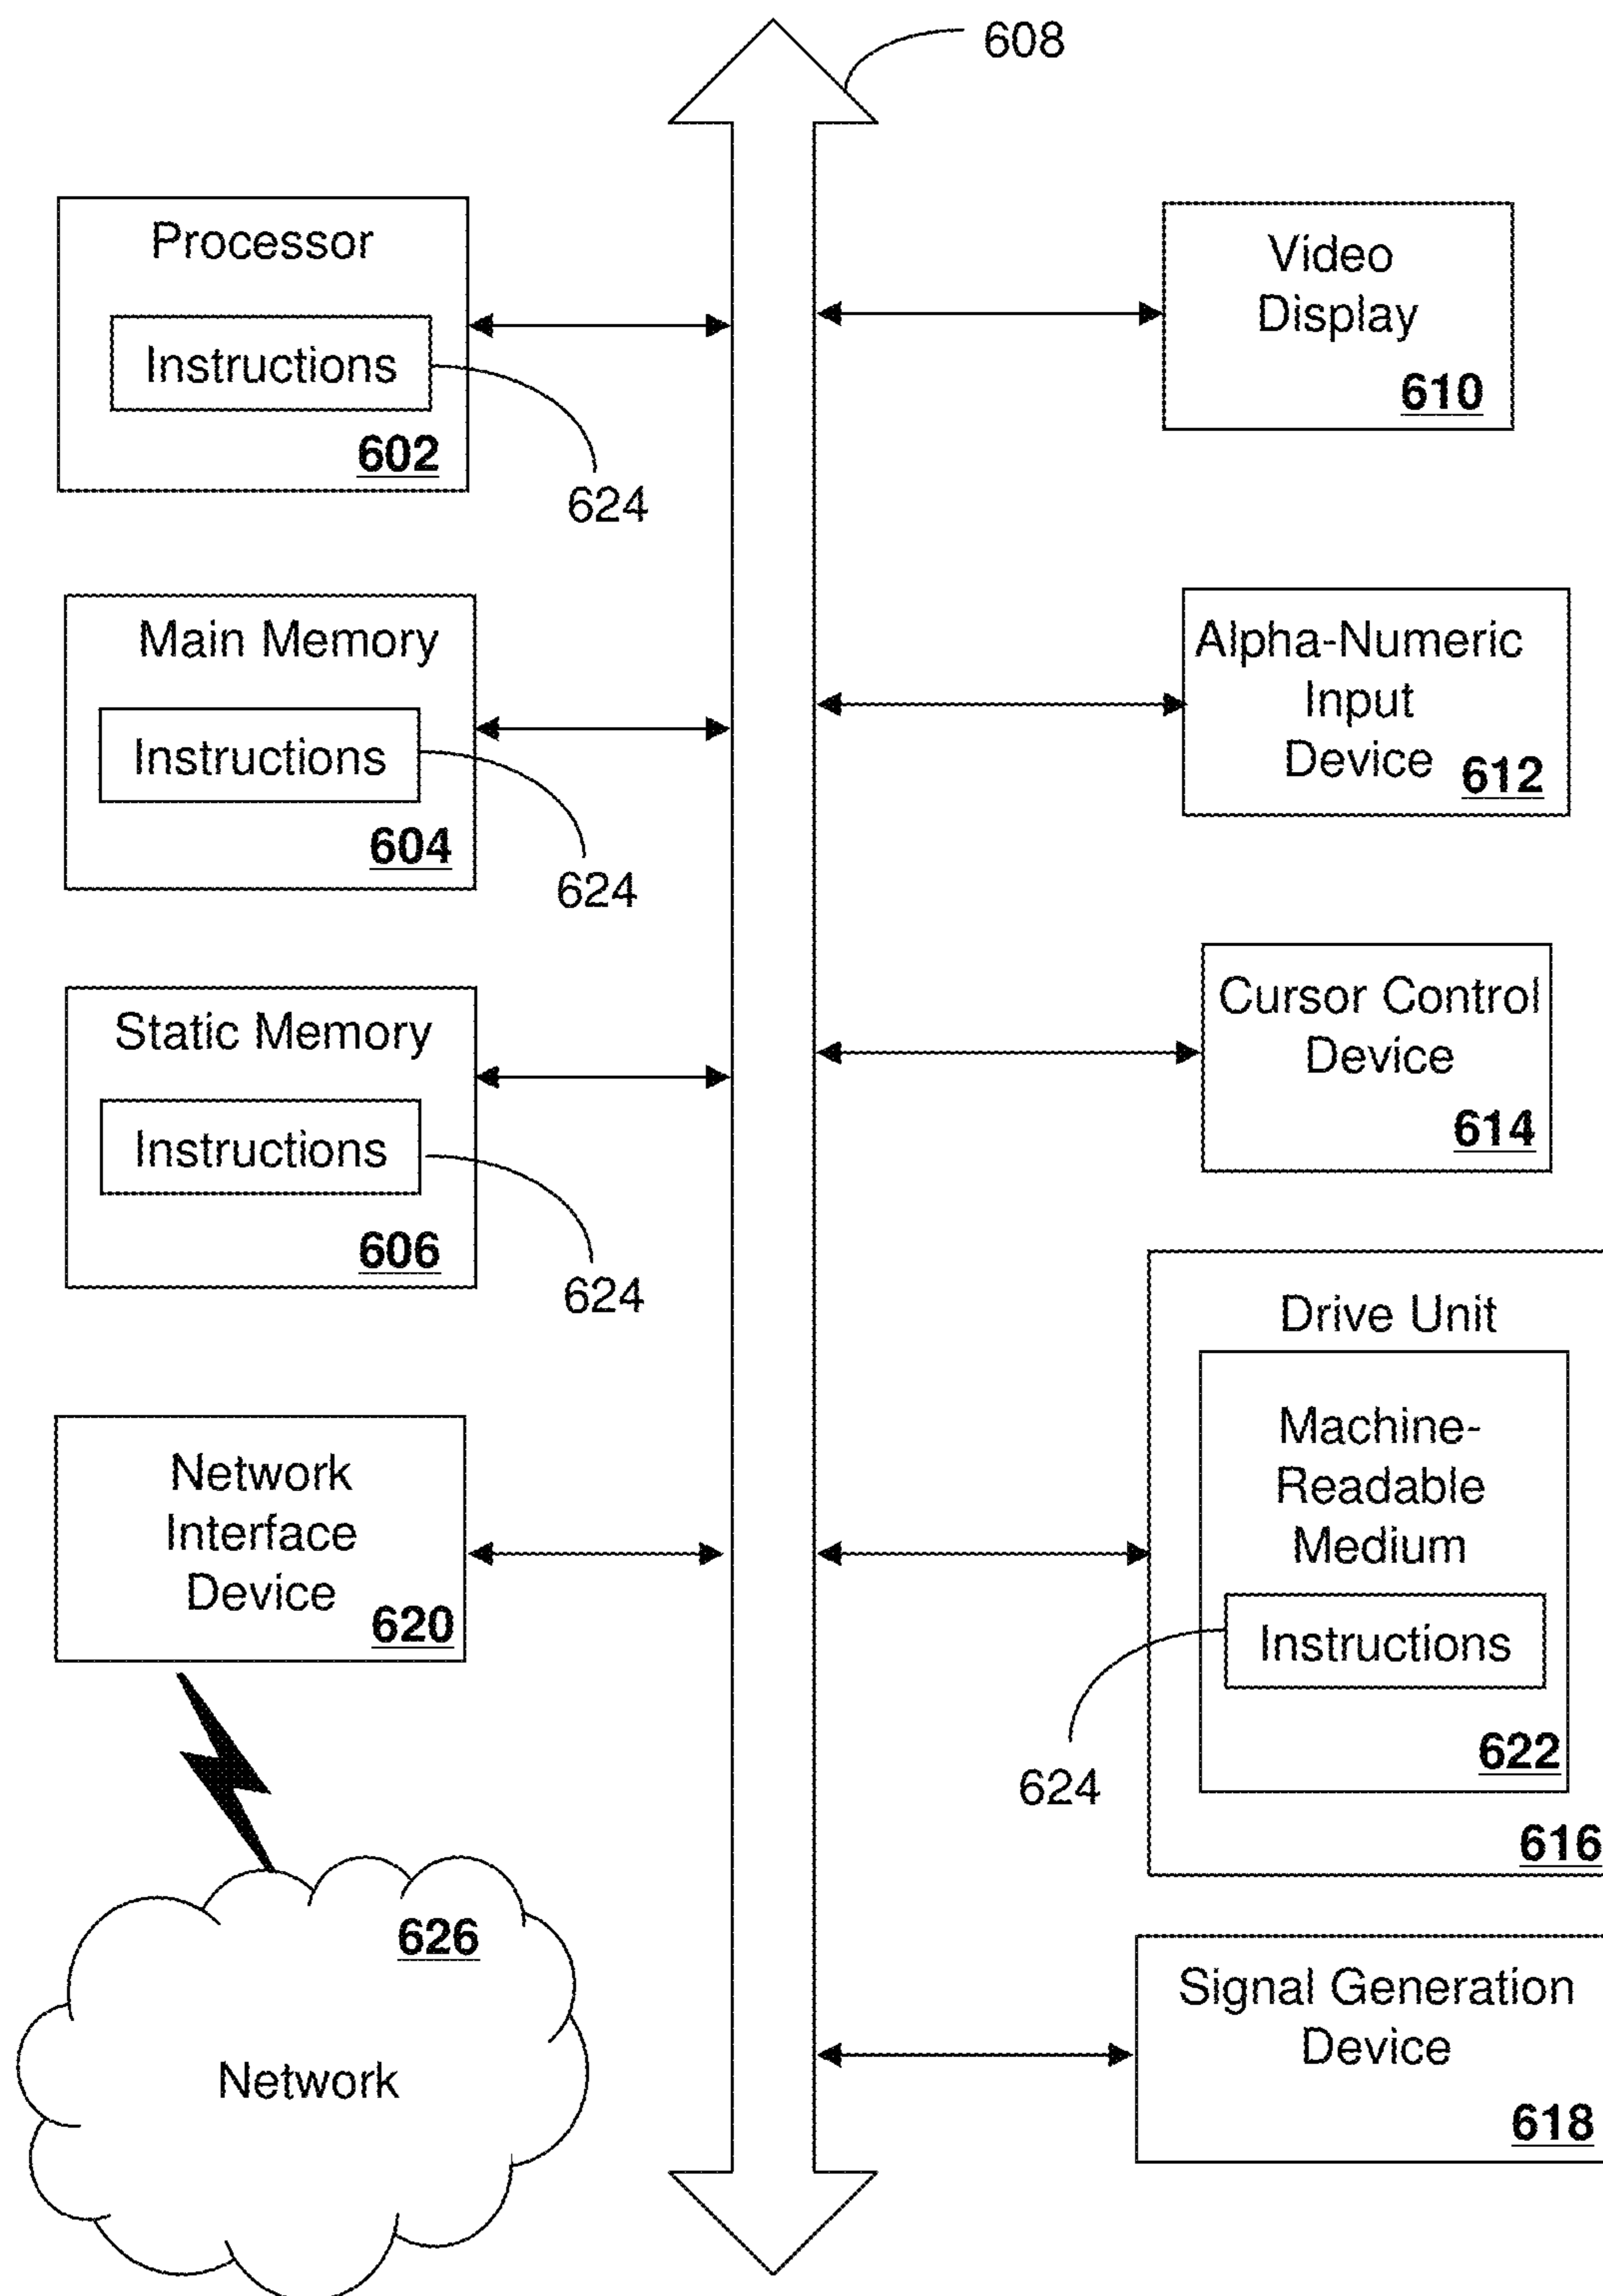 608
Processor
Instructions
602
624
Main Memory
Instructions
604
624
Static Memory
Instructions
606
624
Network
Interface
Device
620
626
Network
Video
Display
610
Alpha-Numeric
Input
Device
612
Cursor Control
Device
614
Drive Unit
Machine-
Readable
Medium
Instructions
624
622
616
Signal Generation
Device
618